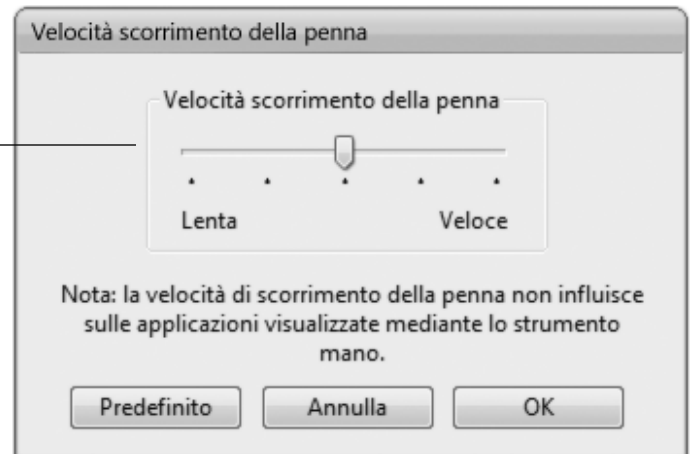 Velocità scorrimento della penna
Velocità scorrimento della penna
Lenta Veloce
Nota: la velocità di scorrimento della penna non influisce
sulle applicazioni visualizzate mediante lo strumento
mano.
Predefinito Annulla OK